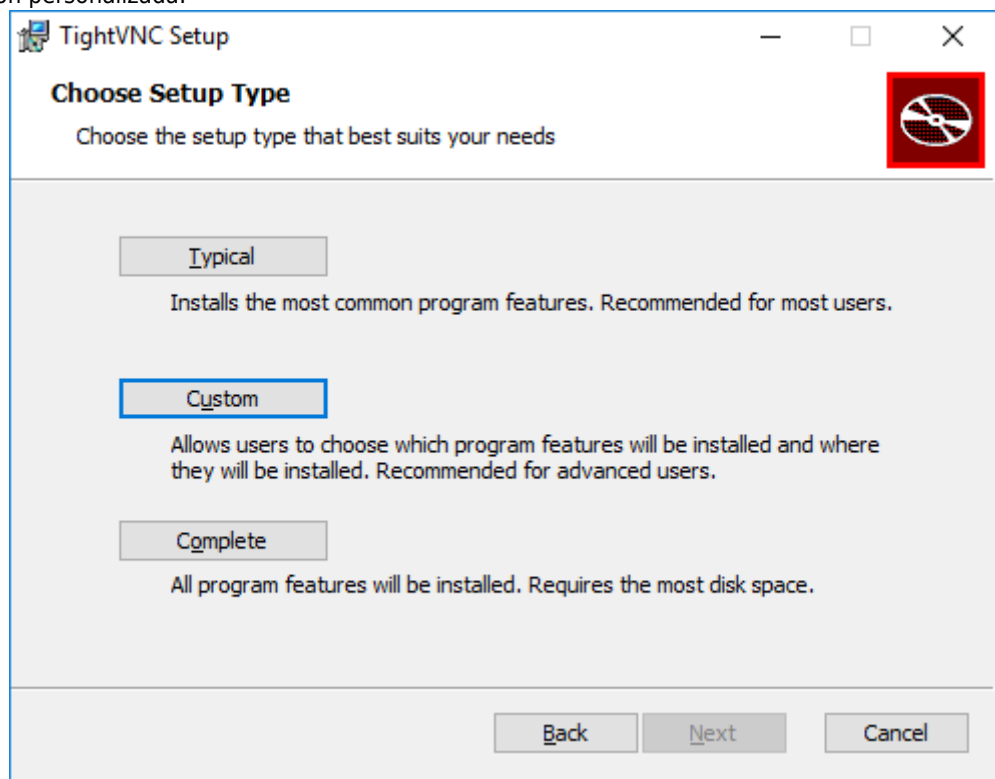 ón personalizada.
TightVNC Setup
Choose Setup Type
Choose the setup type that best suits your needs
Typical
Installs the most common program features. Recommended for most users.
Custom
Allows users to choose which program features will be installed and where
they will be installed. Recommended for advanced users.
Complete
All program features will be installed. Requires the most disk space.
Back Next Cancel